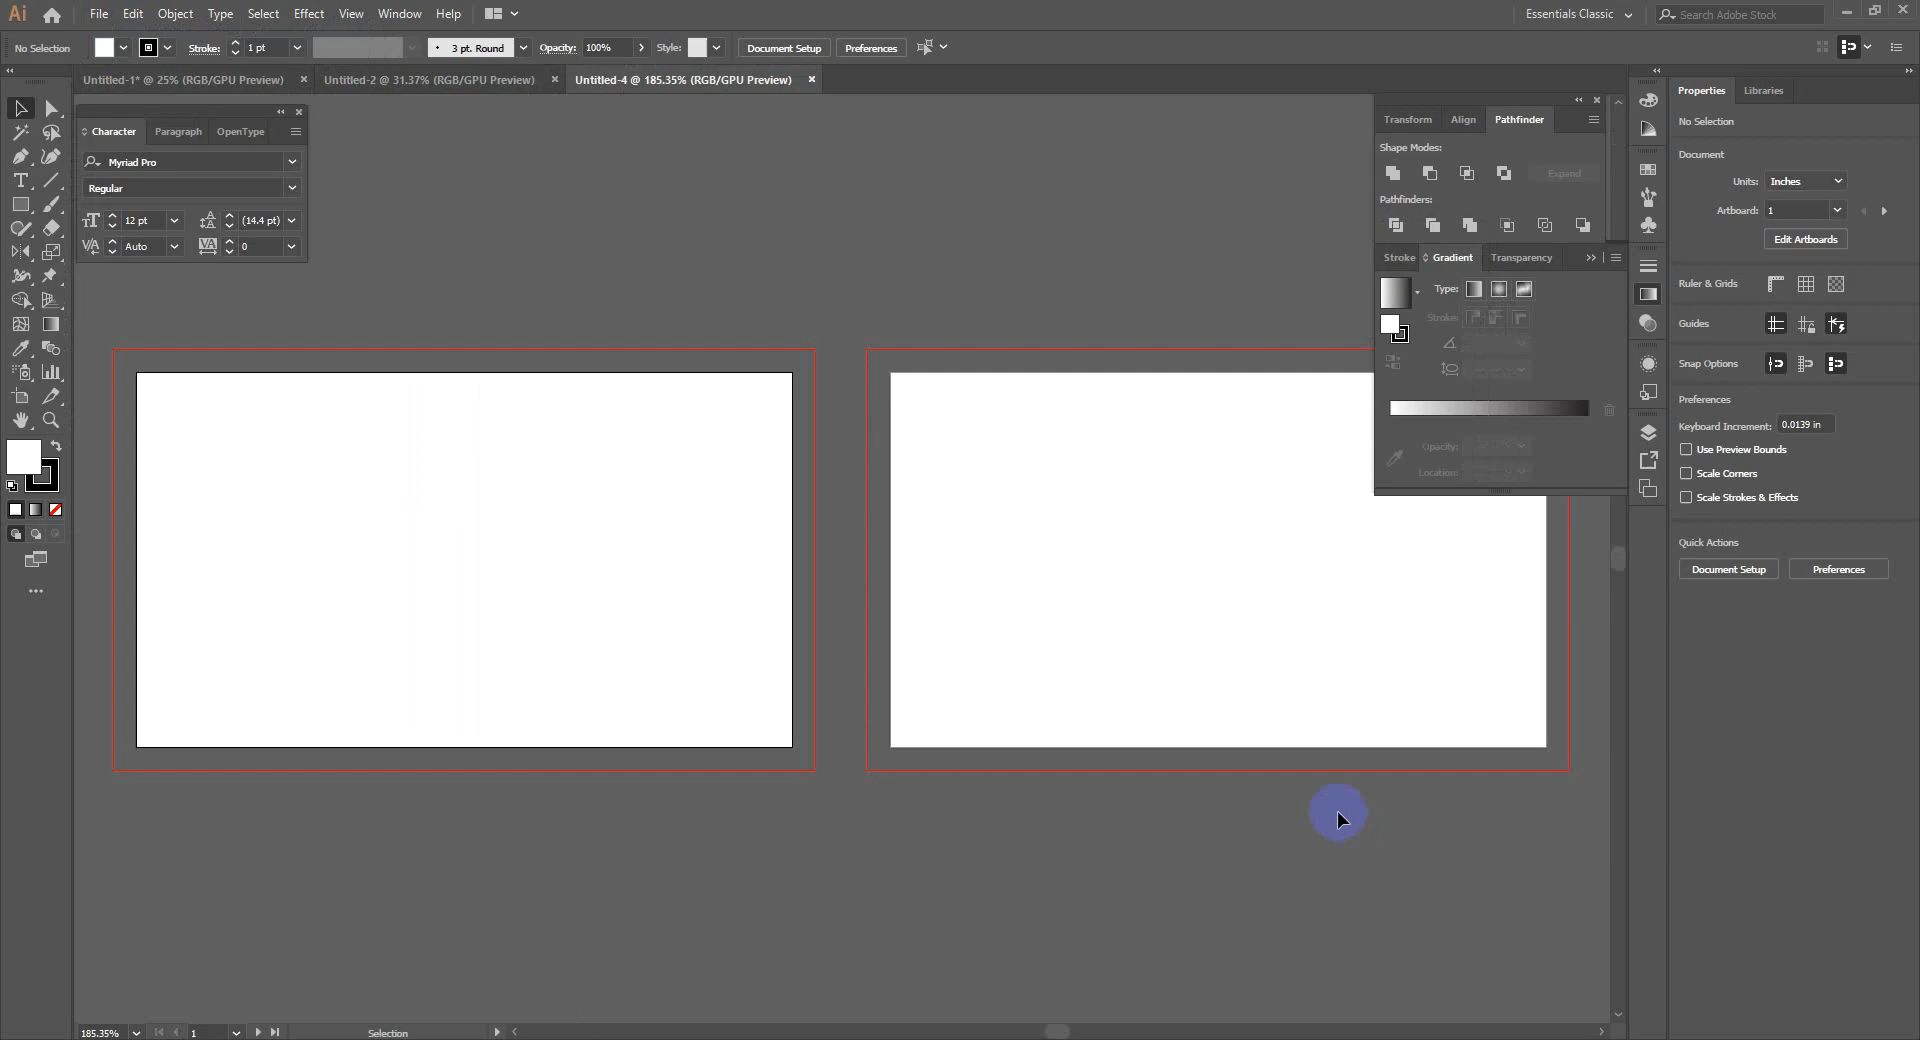 Ai File Edit Object Type Select Effect View Window Help Essentials Classic Search Adobe Stock
No Selection Stroke: 1 pt 3 pt. Round Opacity: 100% Style: Document Setup Preferences
Untitled-1* @ 25% (RGB/GPU Preview) × Untitled-2 @ 31.37% (RGB/GPU Preview) × Untitled-4 @ 185.35% (RGB/GPU Preview) ×
Character Paragraph OpenType
Myriad Pro
Regular
12 pt (14.4 pt)
Auto 0
Transform Align Pathfinder
Shape Modes:
Expand
Pathfinders:
Stroke Gradient Transparency
Type:
Stroke:
Opacity:
Location:
Properties Libraries
No Selection
Document
Units: Inches
Artboard: 1
Edit Artboards
Ruler & Grids
Guides
Snap Options
Preferences
Keyboard Increment: 0.0139 in
Use Preview Bounds
Scale Corners
Scale Strokes & Effects
Quick Actions
Document Setup Preferences
185.35% 1 Selection